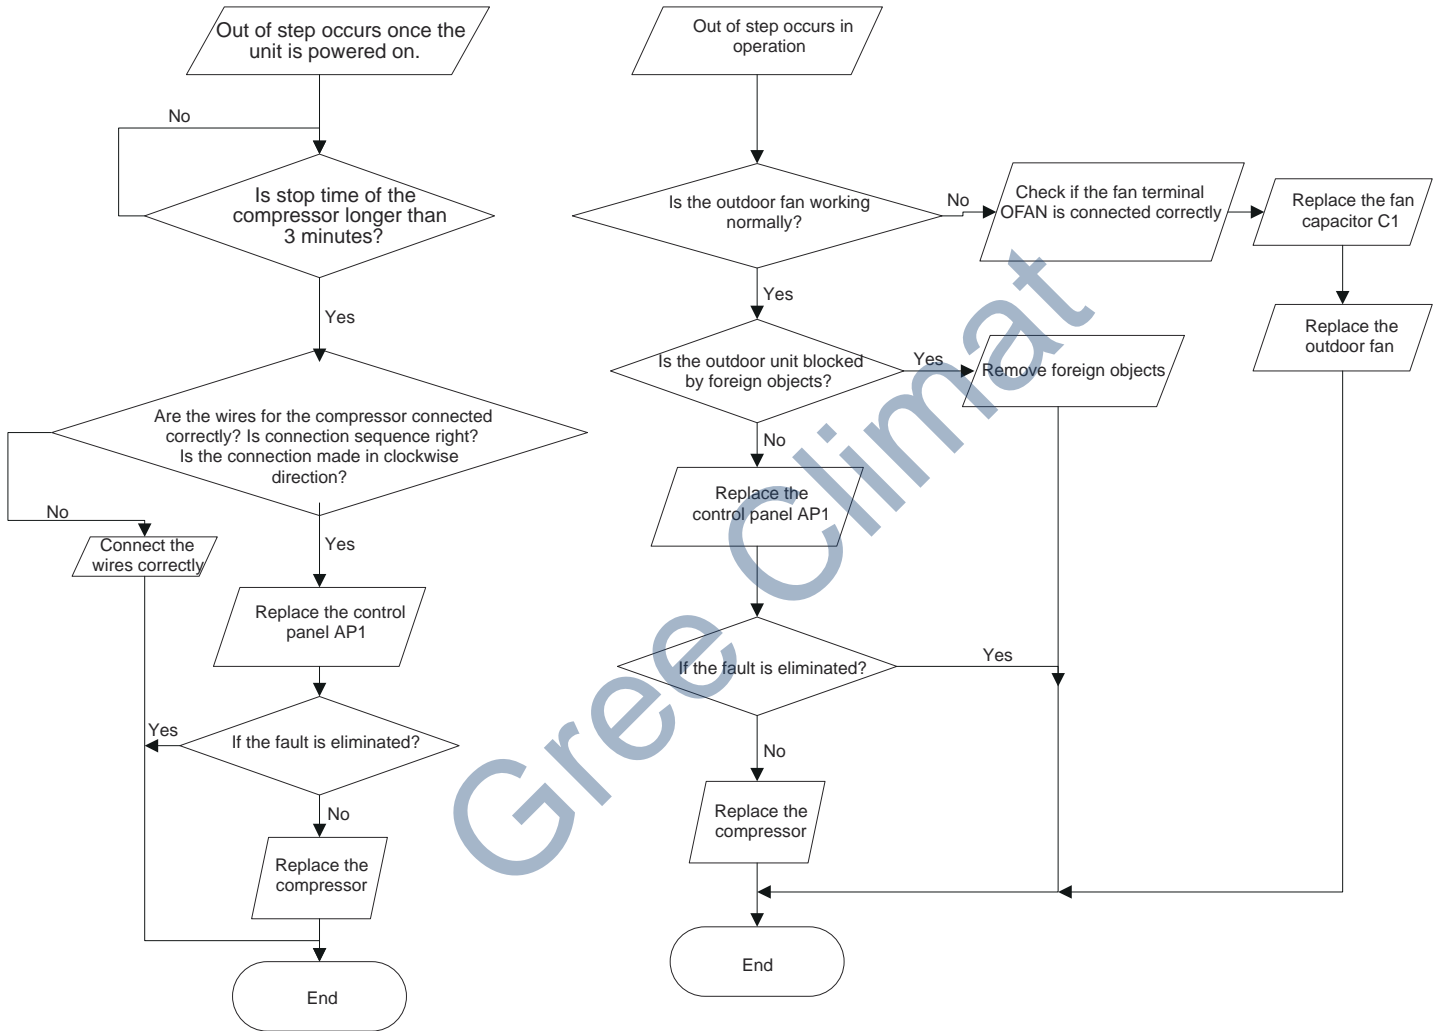 Out of step occurs once the
unit is powered on.
No
Is stop time of the
compressor longer than
3 minutes?
Yes
Are the wires for the compressor connected
correctly? Is connection sequence right?
Is the connection made in clockwise
direction?
No
Connect the
wires correctly
Yes
Replace the control
panel AP1
If the fault is eliminated?
Yes
No
Replace the
compressor
End
Out of step occurs in
operation
Is the outdoor fan working
normally?
No
Check if the fan terminal
OFAN is connected correctly
Replace the fan
capacitor C1
Replace the
outdoor fan
Yes
Is the outdoor unit blocked
by foreign objects?
Yes
Remove foreign objects
No
Replace the
control panel AP1
If the fault is eliminated?
Yes
No
Replace the
compressor
End
Gree Climat